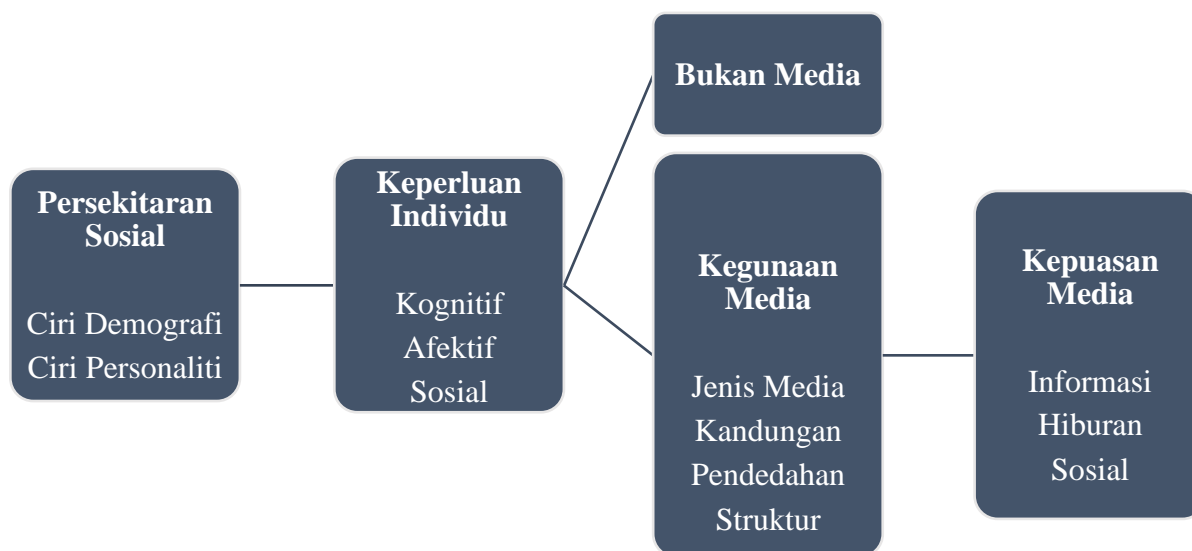 Persekitaran
Sosial
Ciri Demografi
Ciri Personaliti
Keperluan
Individu
Kognitif
Afektif
Sosial
Bukan Media
Kegunaan
Media
Jenis Media
Kandungan
Pendedahan
Struktur
Kepuasan
Media
Informasi
Hiburan
Sosial